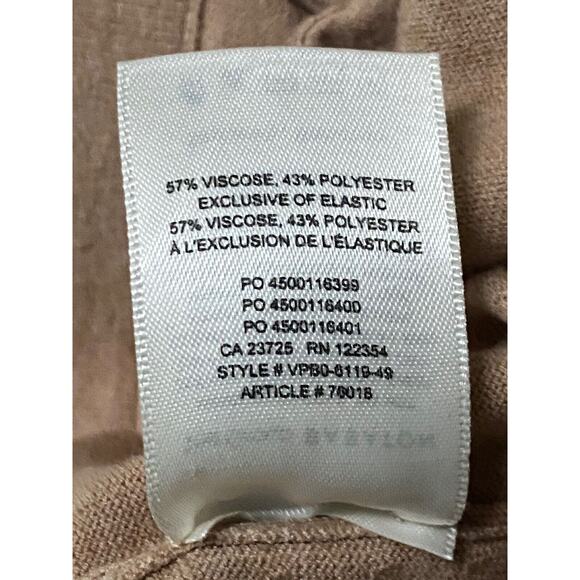 57% VISCOSE, 43% POLYESTER
EXCLUSIVE OF ELASTIC
57% VISCOSE, 43% POLYESTER
À L'EXCLUSION DE L'ÉLASTIQUE
PO 4500116399
PO 4500116400
PO 4500116401
CA 23725 RN 122354
STYLE # VPB0-6119-49
ARTICLE # 76018